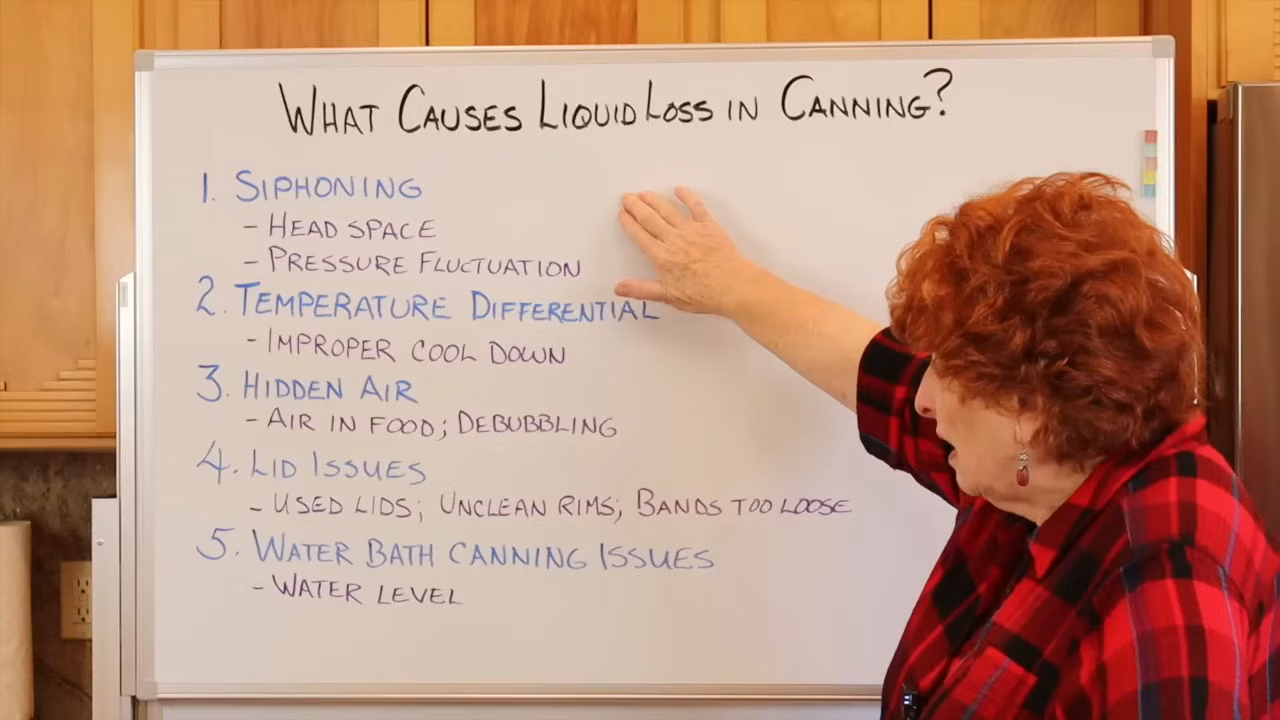 WHAT CAUSES LIQUID LOSS IN CANNING?
1. SIPHONING
- HEAD SPACE
- PRESSURE FLUCTUATION
2. TEMPERATURE DIFFERENTIAL
- IMPROPER COOL DOWN
3. HIDDEN AIR
- AIR IN FOOD; DEBUBBLING
4. LID ISSUES
- USED LIDS; UNCLEAN RIMS; BANDS TOO LOOSE
5. WATER BATH CANNING ISSUES
- WATER LEVEL